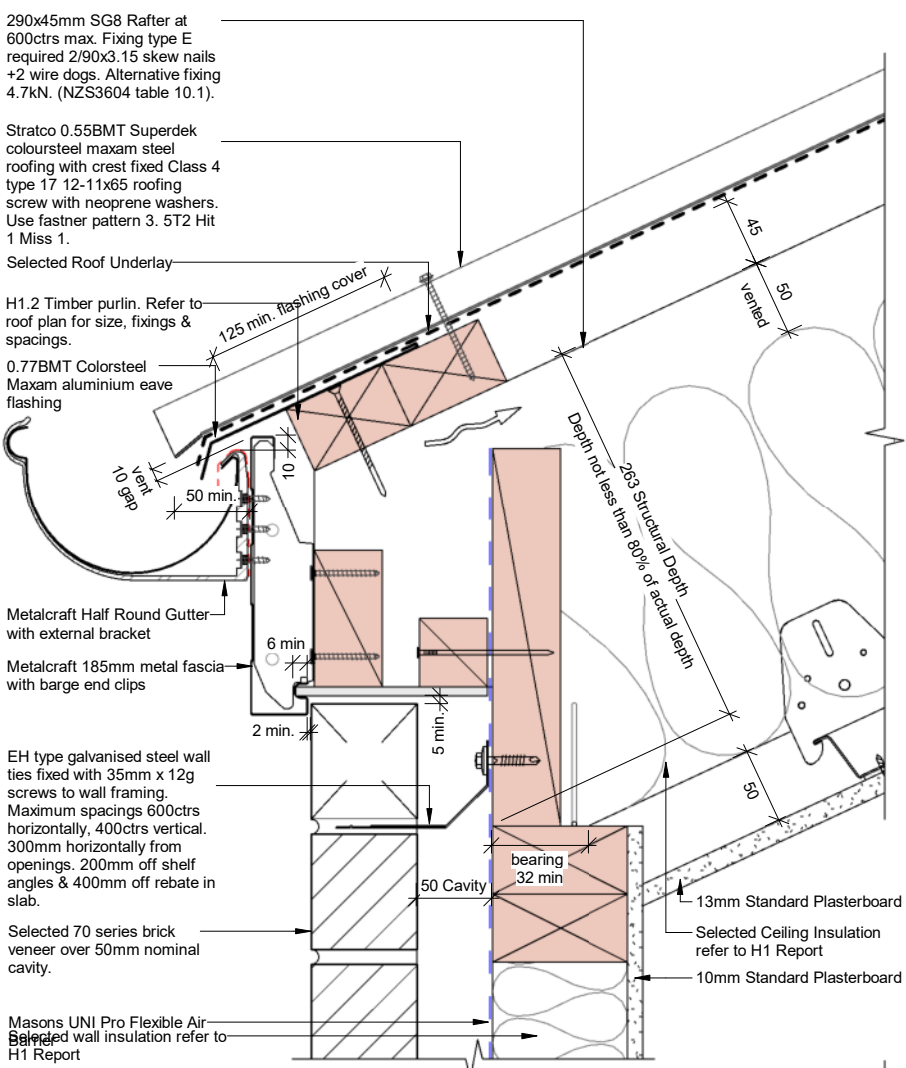 290x45mm SG8 Rafter at
600ctrs max. Fixing type E
required 2/90x3.15 skew nails
+2 wire dogs. Alternative fixing
4.7kN. (NZS3604 table 10.1).
Stratco 0.55BMT Superdek
coloursteel maxam steel
roofing with crest fixed Class 4
type 17 12-11x65 roofing
screw with neoprene washers.
Use fastner pattern 3. 5T2 Hit
1 Miss 1.
Selected Roof Underlay
H1.2 Timber purlin. Refer to
roof plan for size, fixings &
spacings.
0.77BMT Colorsteel
Maxam aluminium eave
flashing
125 min. flashing cover
45
50
vented
vent
10 gap
50 min.
10
263 Structural Depth
Depth not less than 80% of actual depth
Metalcraft Half Round Gutter
with external bracket
6 min
Metalcraft 185mm metal fascia
with barge end clips
2 min.
5 min.
50
EH type galvanised steel wall
ties fixed with 35mm x 12g
screws to wall framing.
Maximum spacings 600ctrs
horizontally, 400ctrs vertical.
300mm horizontally from
openings. 200mm off shelf
angles & 400mm off rebate in
slab.
bearing
32 min
50 Cavity
13mm Standard Plasterboard
Selected Ceiling Insulation
refer to H1 Report
10mm Standard Plasterboard
Selected 70 series brick
veneer over 50mm nominal
cavity.
Masons UNI Pro Flexible Air
Barrier
Selected wall insulation refer to
H1 Report